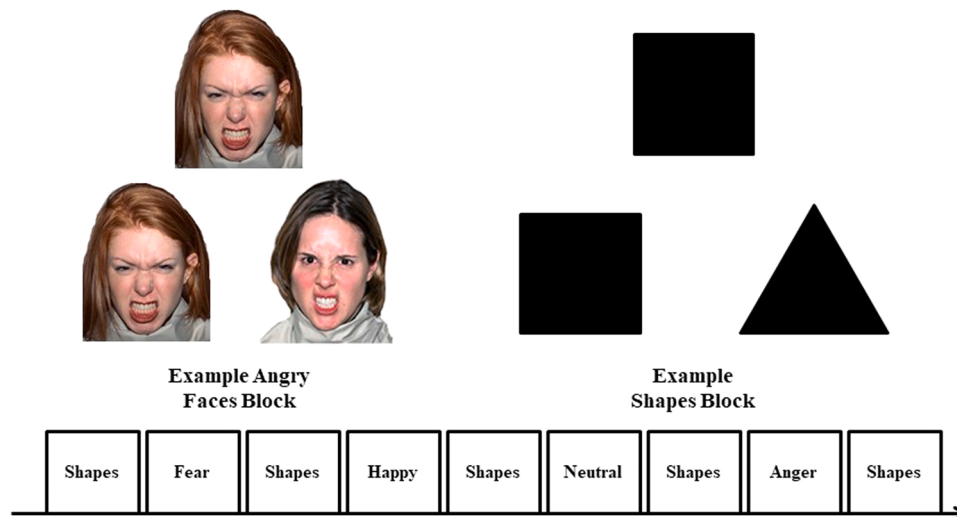 Example Angry
Faces Block
Example
Shapes Block
Shapes Fear Shapes Happy Shapes Neutral Shapes Anger Shapes